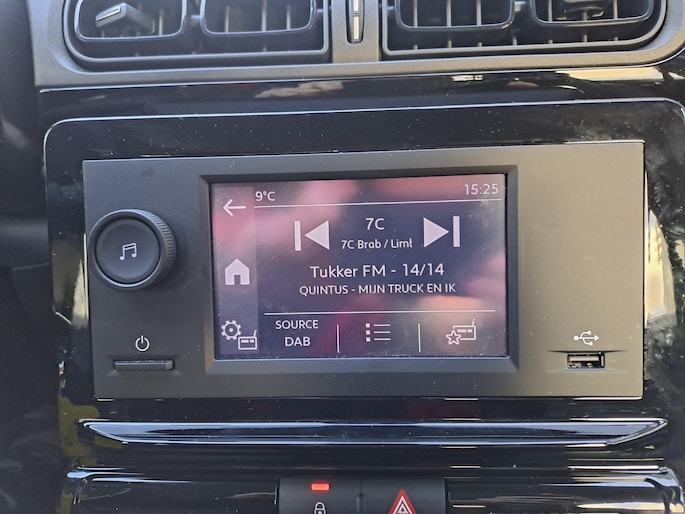 9°C
15:25
7C
7C Brab / Limb
Tukker FM - 14/14
QUINTUS - MIJN TRUCK EN IK
SOURCE
DAB